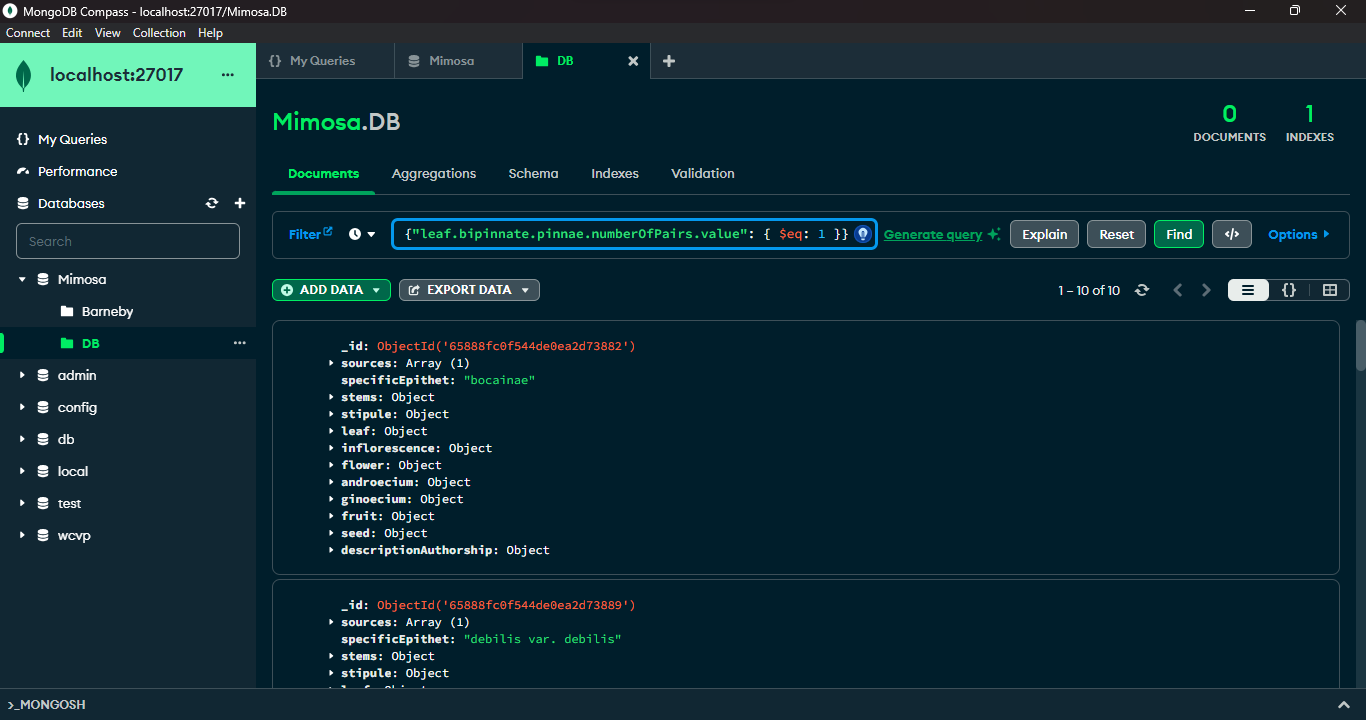 MongoDB Compass - localhost:27017/Mimosa.DB
Connect Edit View Collection Help
localhost:27017
{} My Queries
Performance
Databases
Search
Mimosa
Barneby
DB
admin
config
db
local
test
wcvp
{} My Queries
Mimosa
DB
Mimosa.DB
0 DOCUMENTS
1 INDEXES
Documents Aggregations Schema Indexes Validation
Filter {"leaf.bipinnate.pinnae.numberOfPairs.value": { $eq: 1 }} Generate query Explain Reset Find </> Options
ADD DATA EXPORT DATA 1 – 10 of 10 {}
_id: ObjectId('65888fc0f544de0ea2d73882')
sources: Array (1)
specificEpithet: "bocainae"
stems: Object
stipule: Object
leaf: Object
inflorescence: Object
flower: Object
androecium: Object
ginoecium: Object
fruit: Object
seed: Object
descriptionAuthorship: Object
_id: ObjectId('65888fc0f544de0ea2d73889')
sources: Array (1)
specificEpithet: "debilis var. debilis"
stems: Object
stipule: Object
>_MONGOSH